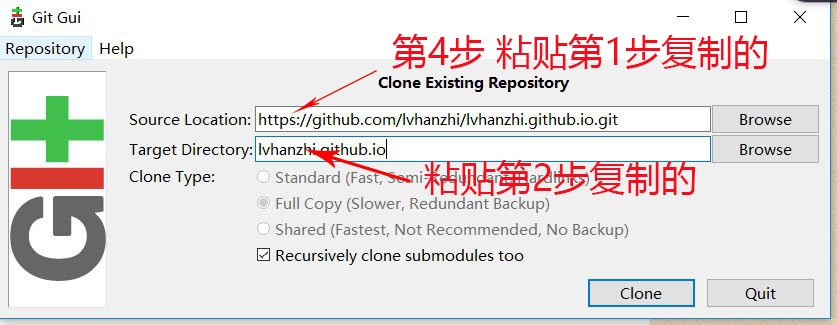 Git Gui
Repository Help
第4步 粘贴第1步复制的
Clone Existing Repository
Source Location: https://github.com/lvhanzhi/lvhanzhi.github.io.git Browse
Target Directory: lvhanzhi.github.io Browse
粘贴第2步复制的
Clone Type: Standard (Fast, Semi-Redundant, Hardlinks)
Full Copy (Slower, Redundant Backup)
Shared (Fastest, Not Recommended, No Backup)
Recursively clone submodules too
Clone Quit
git